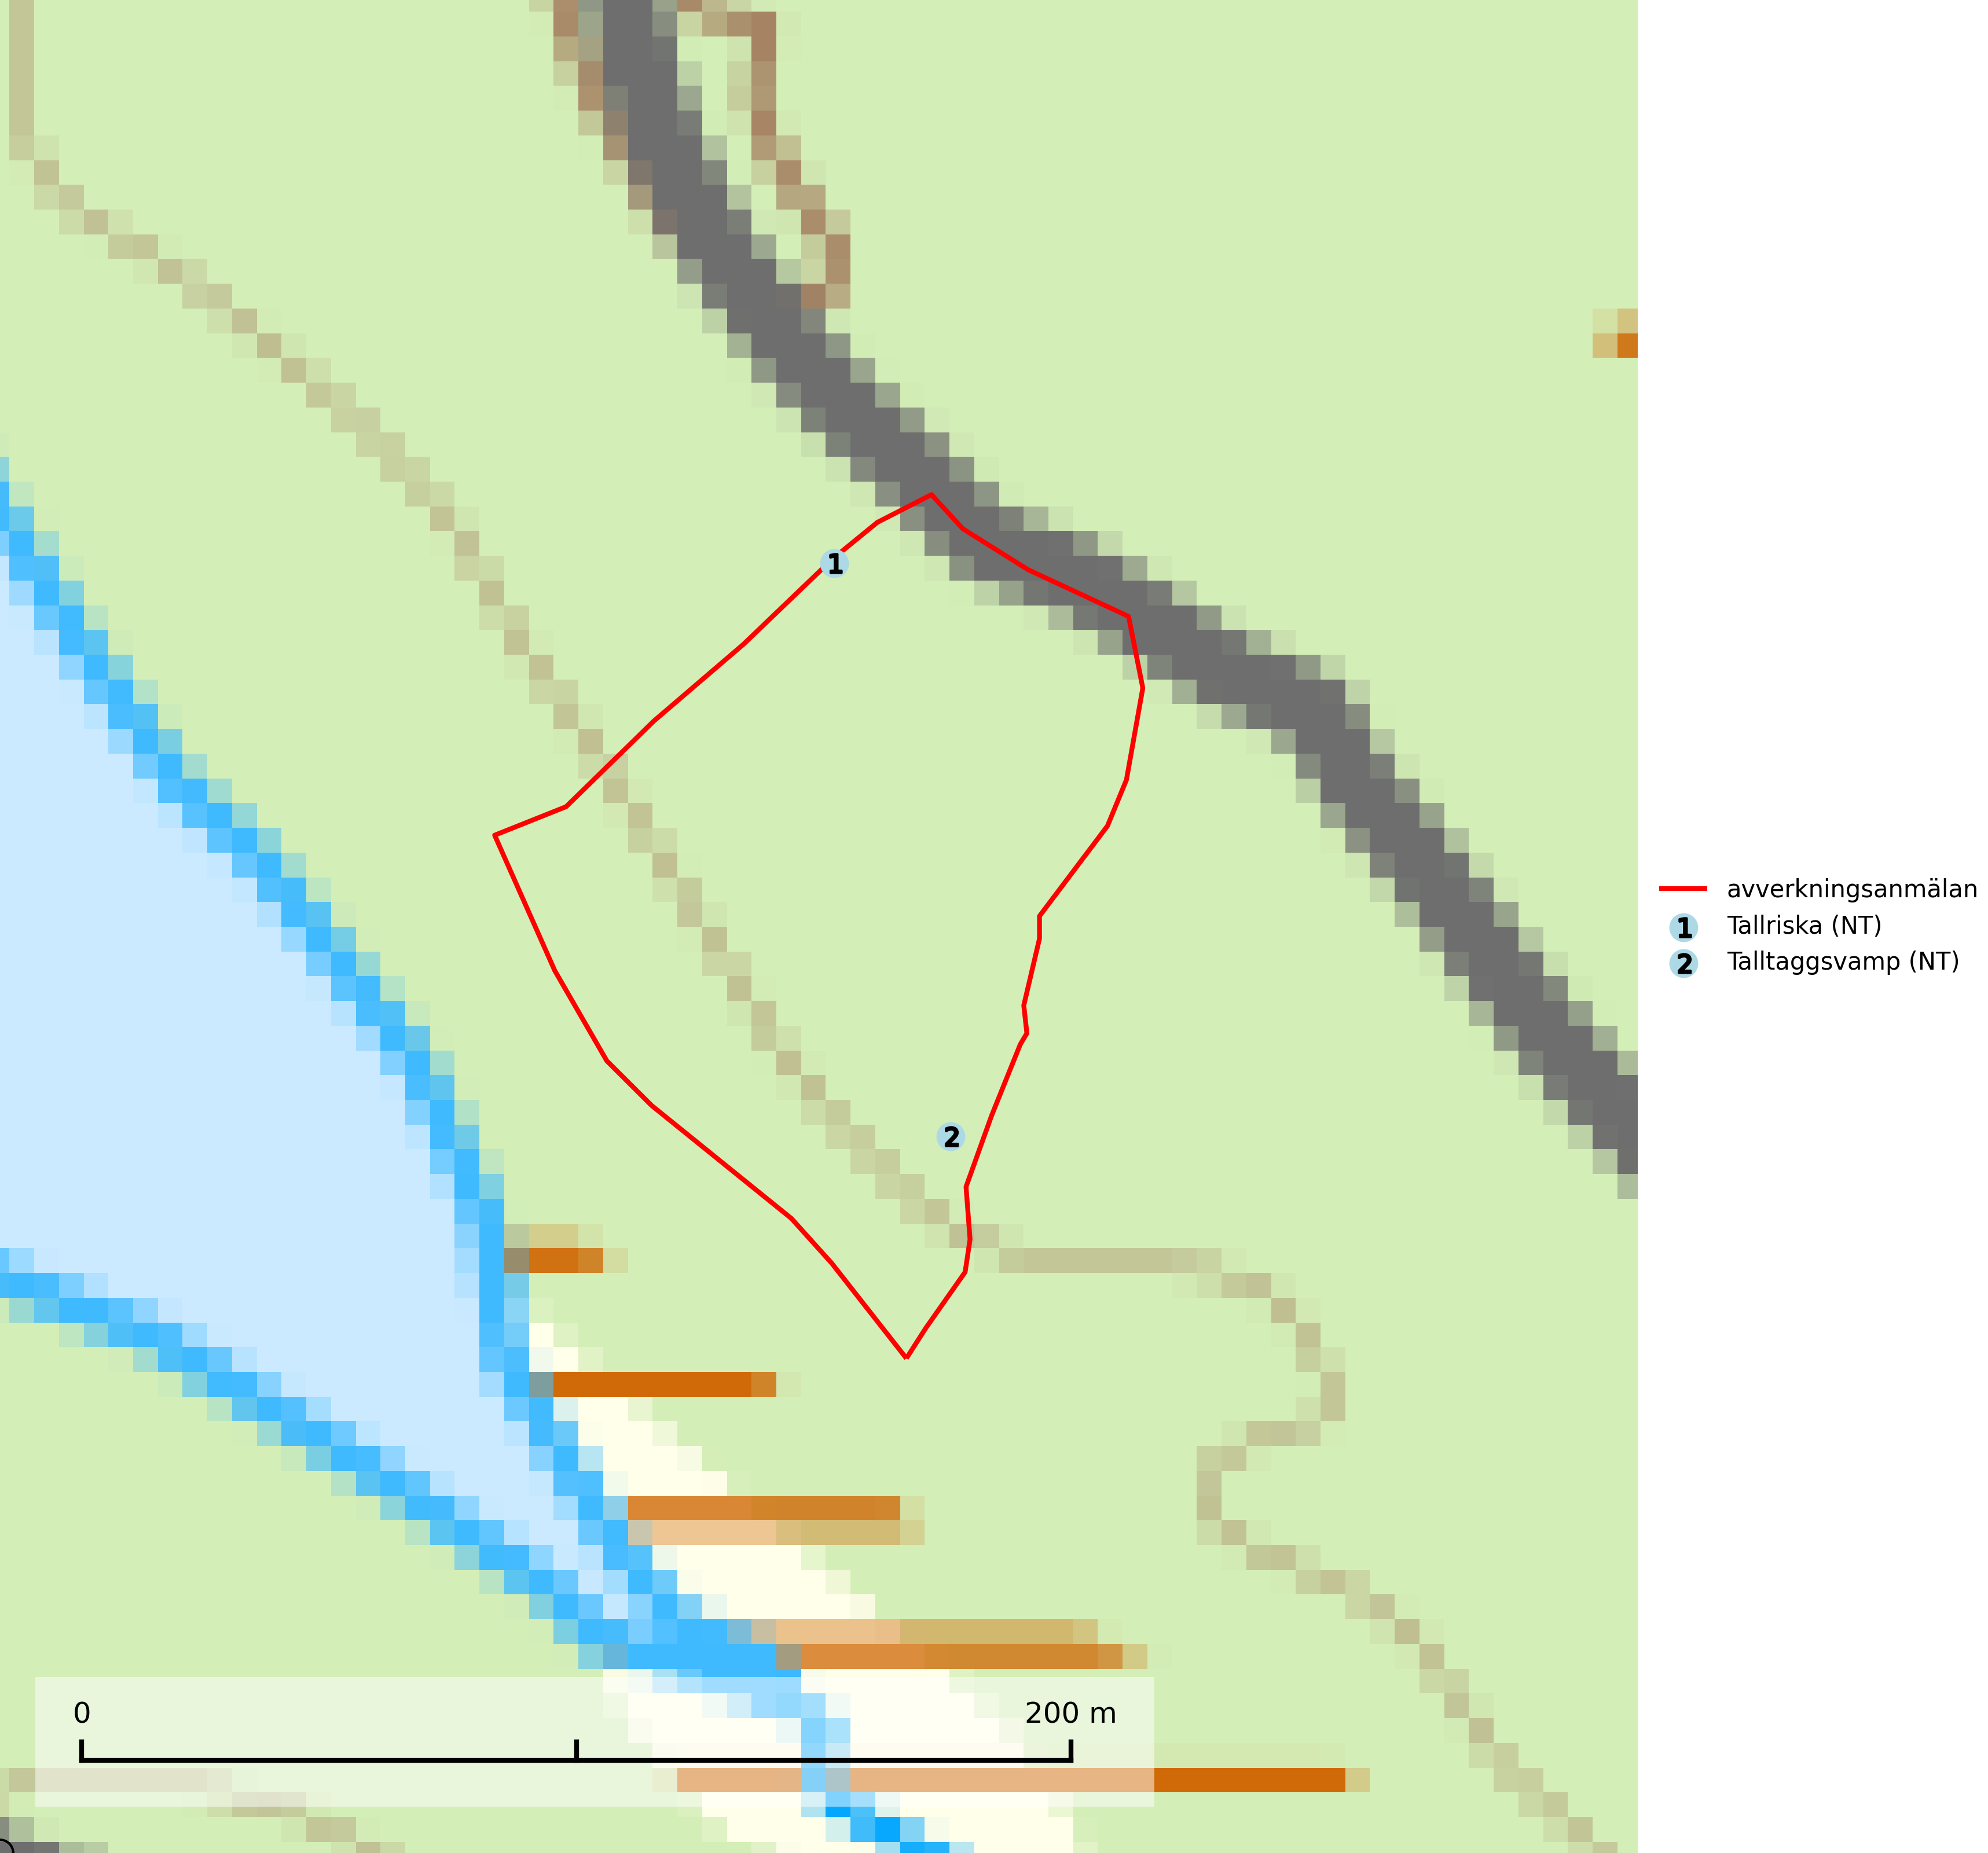 1
2
avverkningsanmälan
1 Tallriska (NT)
2 Talltaggsvamp (NT)
0 200 m